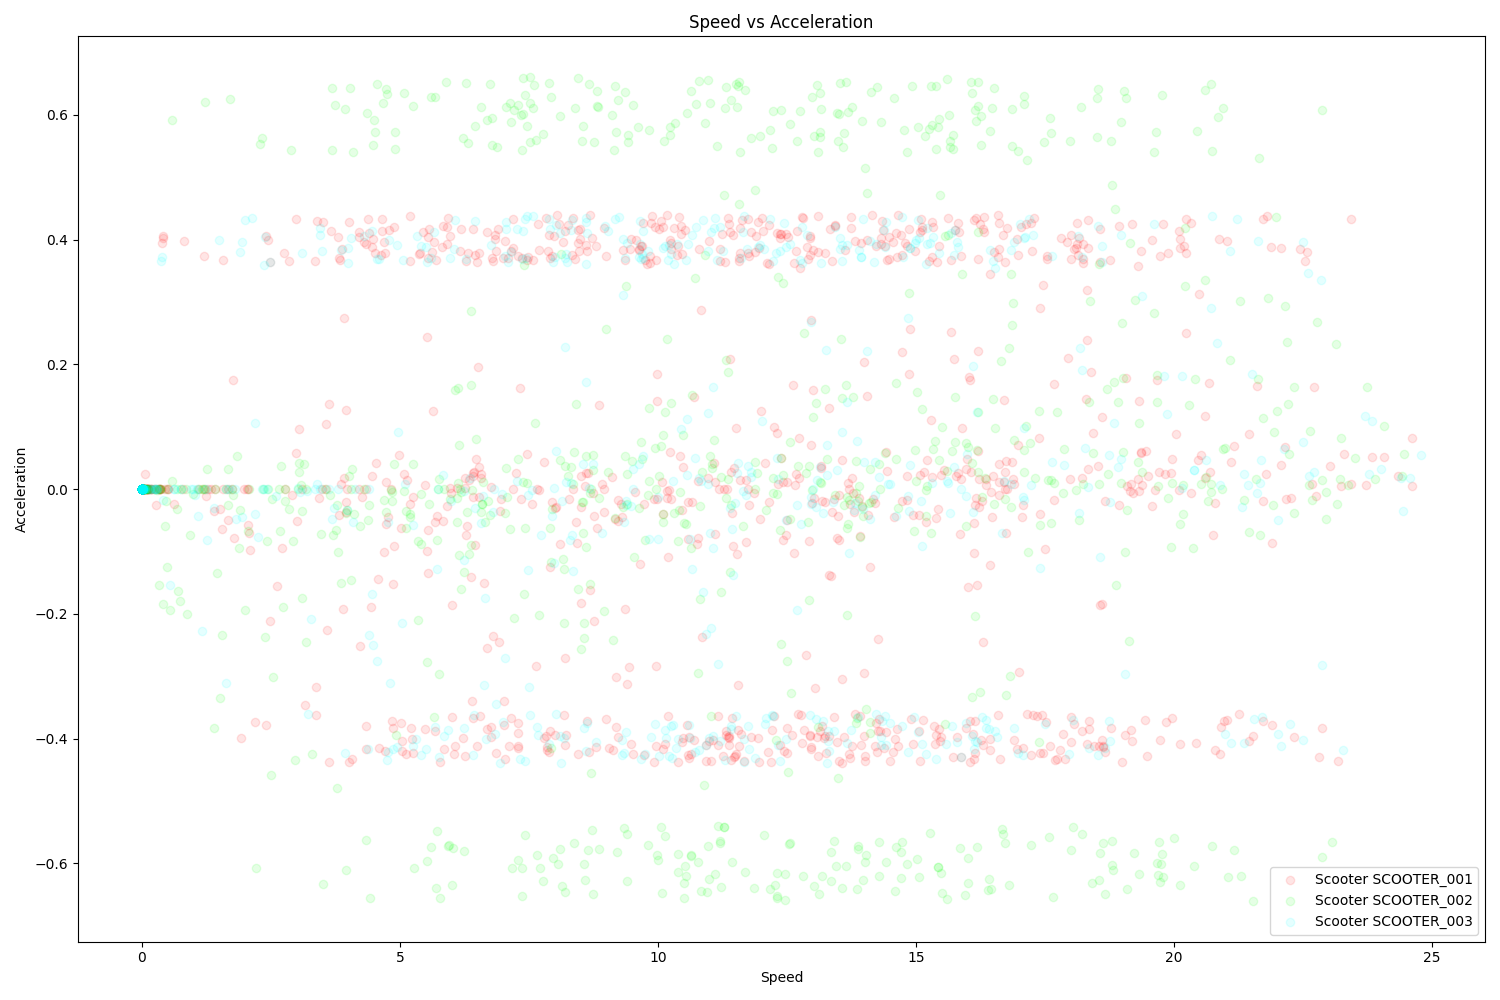 Speed vs Acceleration
Acceleration
0.6
0.4
0.2
0.0
−0.2
−0.4
−0.6
0 5 10 15 20 25
Speed
Scooter SCOOTER_001
Scooter SCOOTER_002
Scooter SCOOTER_003